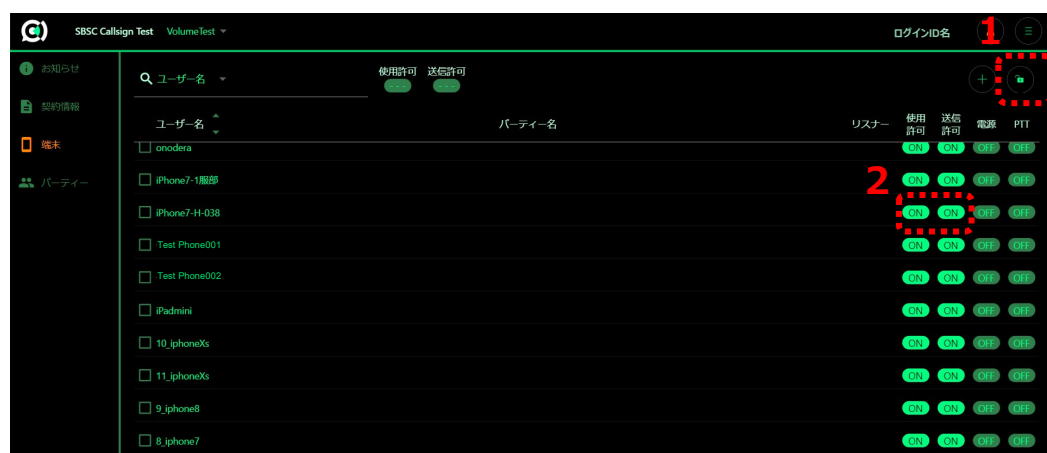 SBSC Callsign Test VolumeTest ログインID名
1
お知らせ
契約情報
端末
パーティー
ユーザー名 使用許可 送信許可
--- ---
ユーザー名 パーティー名 リスナー 使用許可 送信許可 電源 PTT
onodera ON ON OFF OFF
iPhone7-1服部 ON ON OFF OFF
2
iPhone7-H-038 ON ON OFF OFF
Test Phone001 ON ON OFF OFF
Test Phone002 ON ON OFF OFF
iPadmini ON ON OFF OFF
10_iphoneXs ON ON OFF OFF
11_iphoneXs ON ON OFF OFF
9_iphone8 ON ON OFF OFF
8_iphone7 ON ON OFF OFF